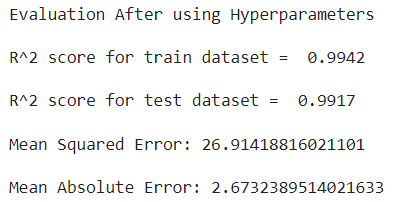 Evaluation After using Hyperparameters
R^2 score for train dataset =  0.9942
R^2 score for test dataset =  0.9917
Mean Squared Error: 26.91418816021101
Mean Absolute Error: 2.6732389514021633